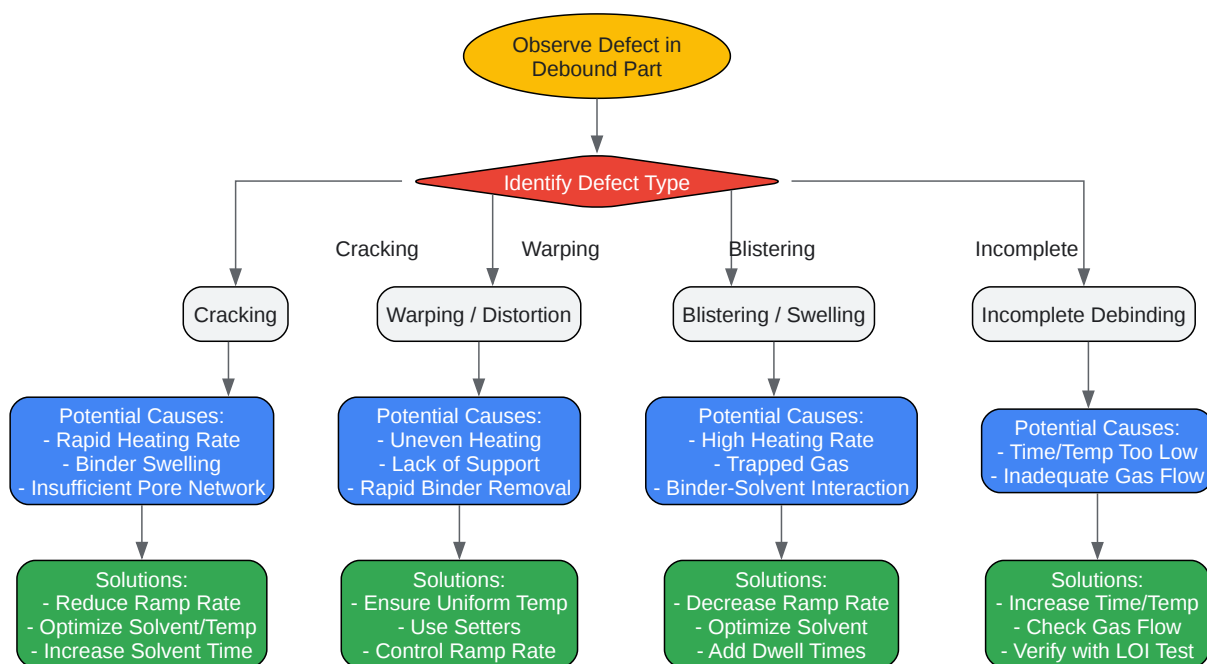 Observe Defect in
Debound Part
Identify Defect Type
Cracking
Warping
Blistering
Incomplete
Cracking
Warping / Distortion
Blistering / Swelling
Incomplete Debinding
Potential Causes:
- Rapid Heating Rate
- Binder Swelling
- Insufficient Pore Network
Potential Causes:
- Uneven Heating
- Lack of Support
- Rapid Binder Removal
Potential Causes:
- High Heating Rate
- Trapped Gas
- Binder-Solvent Interaction
Potential Causes:
- Time/Temp Too Low
- Inadequate Gas Flow
Solutions:
- Reduce Ramp Rate
- Optimize Solvent/Temp
- Increase Solvent Time
Solutions:
- Ensure Uniform Temp
- Use Setters
- Control Ramp Rate
Solutions:
- Decrease Ramp Rate
- Optimize Solvent
- Add Dwell Times
Solutions:
- Increase Time/Temp
- Check Gas Flow
- Verify with LOI Test